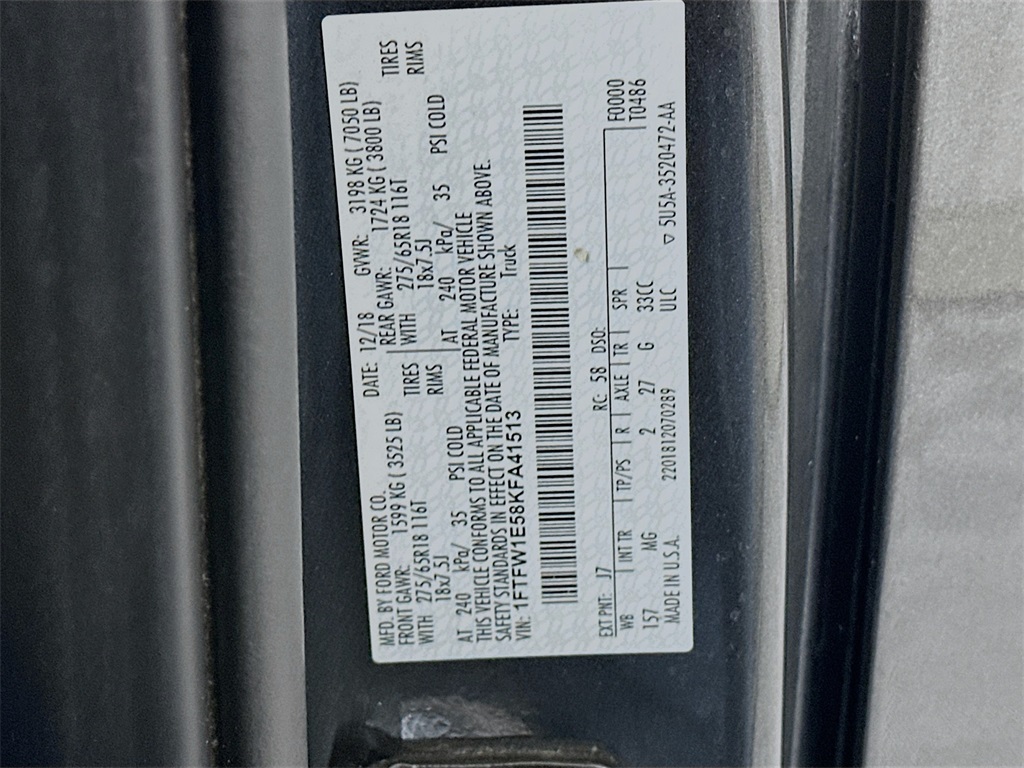 MFD. BY FORD MOTOR CO. DATE: 12/18 GVWR: 3198 KG ( 7050 LB)
FRONT GAWR: 1599 KG ( 3525 LB) REAR GAWR: 1724 KG ( 3800 LB)
WITH 275/65R18 116T TIRES WITH 275/65R18 116T TIRES
18x7.5J RIMS 18x7.5J RIMS
AT 240 kPa/ 35 PSI COLD AT 240 kPa/ 35 PSI COLD
THIS VEHICLE CONFORMS TO ALL APPLICABLE FEDERAL MOTOR VEHICLE
SAFETY STANDARDS IN EFFECT ON THE DATE OF MANUFACTURE SHOWN ABOVE.
VIN: 1FTFW1E58KFA41513 TYPE: Truck
EXT PNT: J7 RC: 58 DSO: F0000
WB INT TR TP/PS R AXLE TR SPR T0486
157 MG 2 27 G 33CC
MADE IN U.S.A. 220181207028​9 ULC ▽ 5U5A-3520472-AA